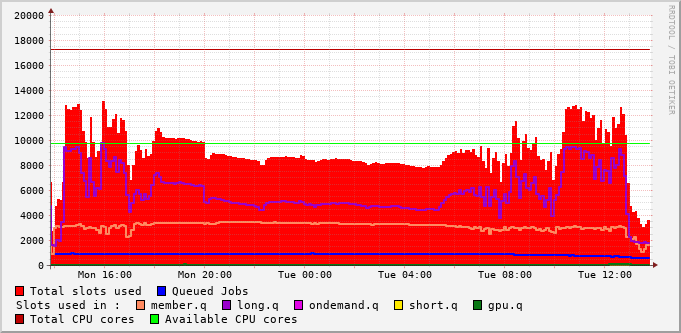 RRDTOOL / TOBI OETIKER
20000
18000
16000
14000
12000
10000
8000
6000
4000
2000
0
Mon 16:00 Mon 20:00 Tue 00:00 Tue 04:00 Tue 08:00 Tue 12:00
Total slots used Queued Jobs
Slots used in : member.q long.q ondemand.q short.q gpu.q
Total CPU cores Available CPU cores